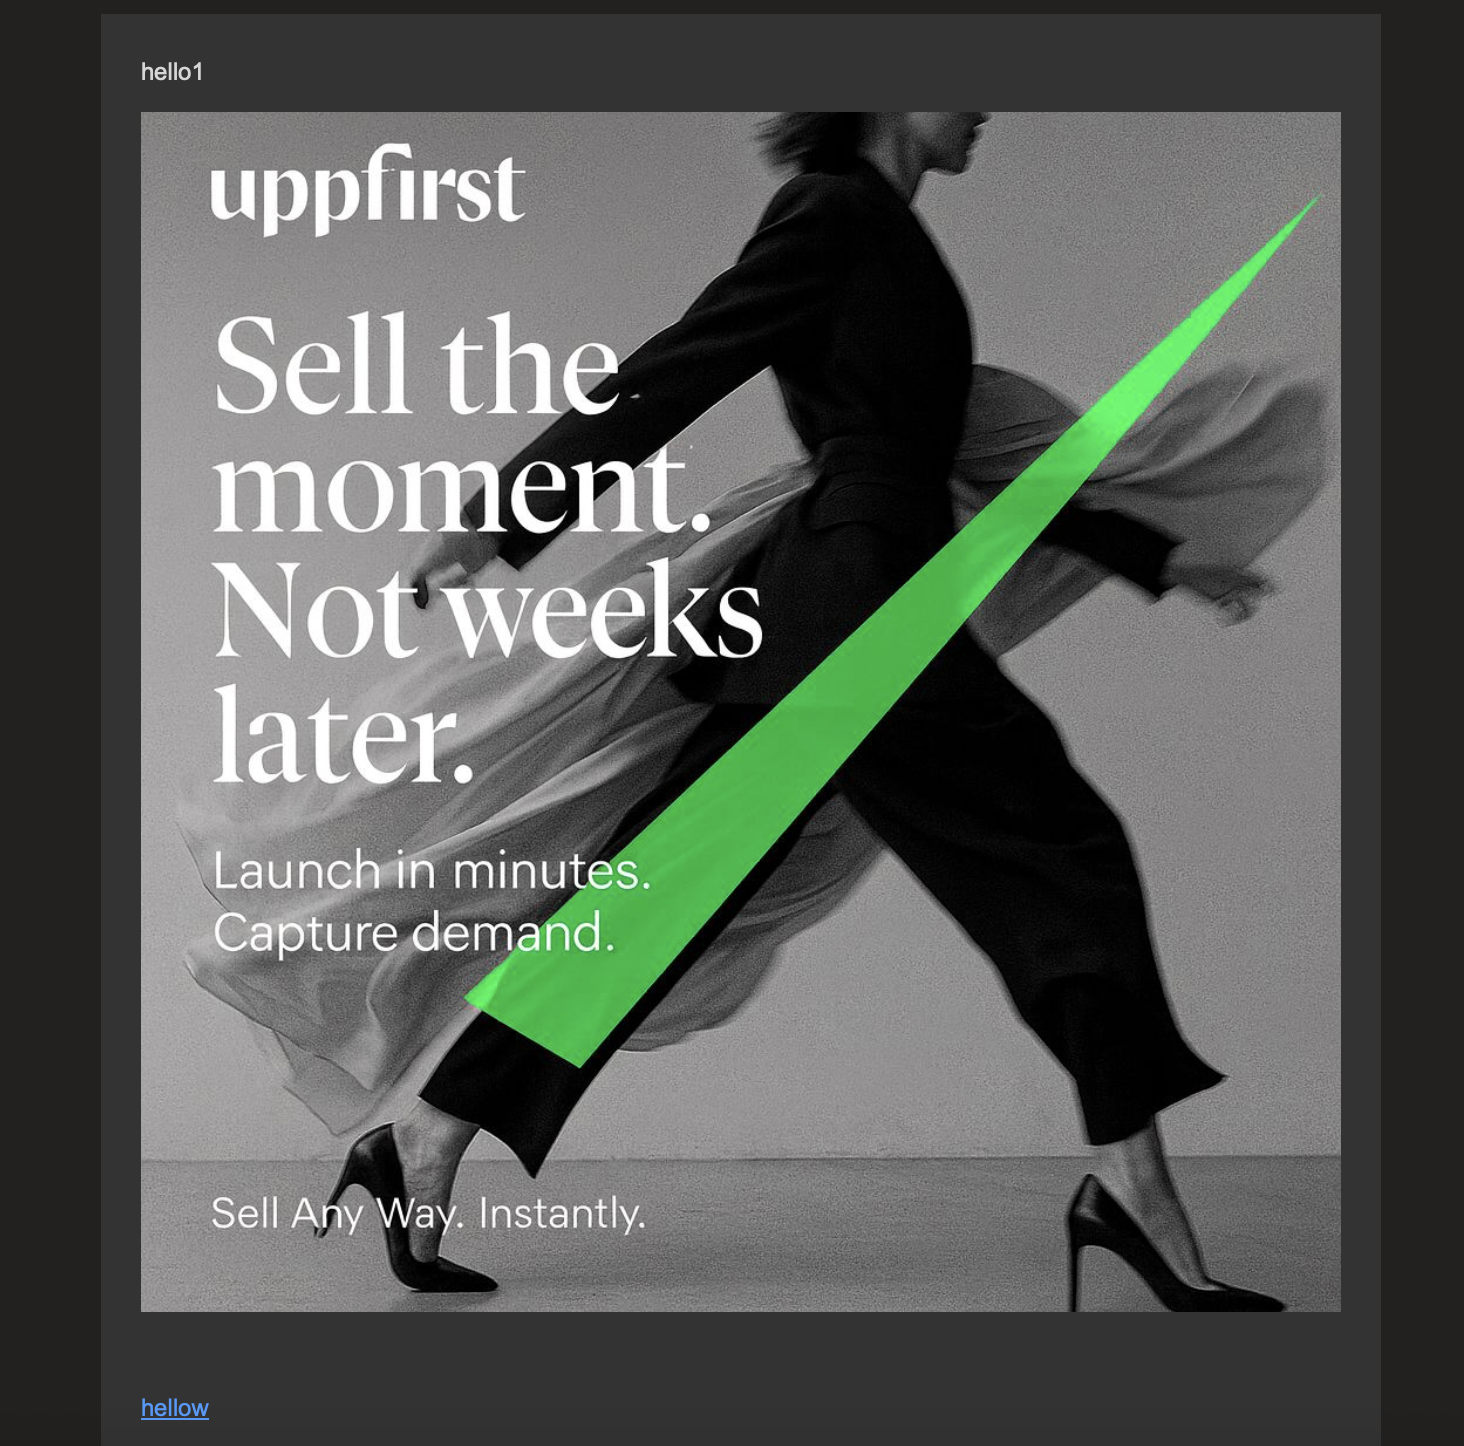 hello1
uppfirst
Sell the
moment.
Not weeks
later.
Launch in minutes.
Capture demand.
Sell Any Way. Instantly.
hellow